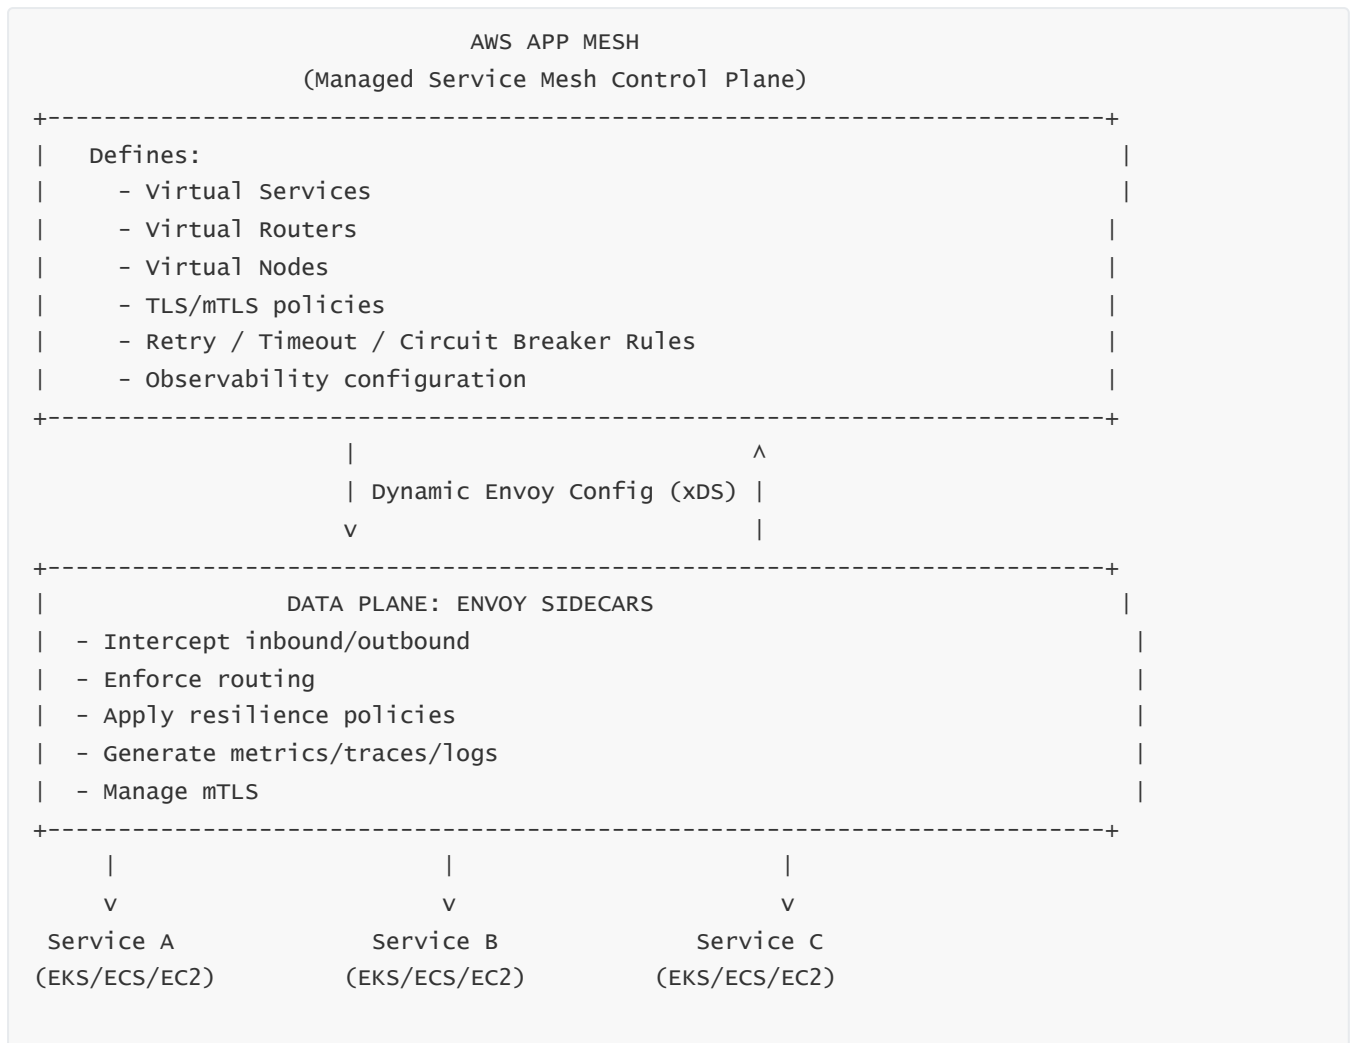 AWS APP MESH
(Managed Service Mesh Control Plane)
+---------------------------------------------------------------------------+
|   Defines:                                                                 |
|     - Virtual Services                                                     |
|     - Virtual Routers                                                     |
|     - Virtual Nodes                                                       |
|     - TLS/mTLS policies                                                   |
|     - Retry / Timeout / Circuit Breaker Rules                             |
|     - Observability configuration                                         |
+---------------------------------------------------------------------------+
                      |                            ^
                      | Dynamic Envoy Config (xDS) |
                      v                            |
+---------------------------------------------------------------------------+
|                 DATA PLANE: ENVOY SIDECARS                                 |
|  - Intercept inbound/outbound                                               |
|  - Enforce routing                                                          |
|  - Apply resilience policies                                                |
|  - Generate metrics/traces/logs                                             |
|  - Manage mTLS                                                              |
+---------------------------------------------------------------------------+
     |                       |                       |
     v                       v                       v
 Service A              Service B              Service C
(EKS/ECS/EC2)         (EKS/ECS/EC2)         (EKS/ECS/EC2)